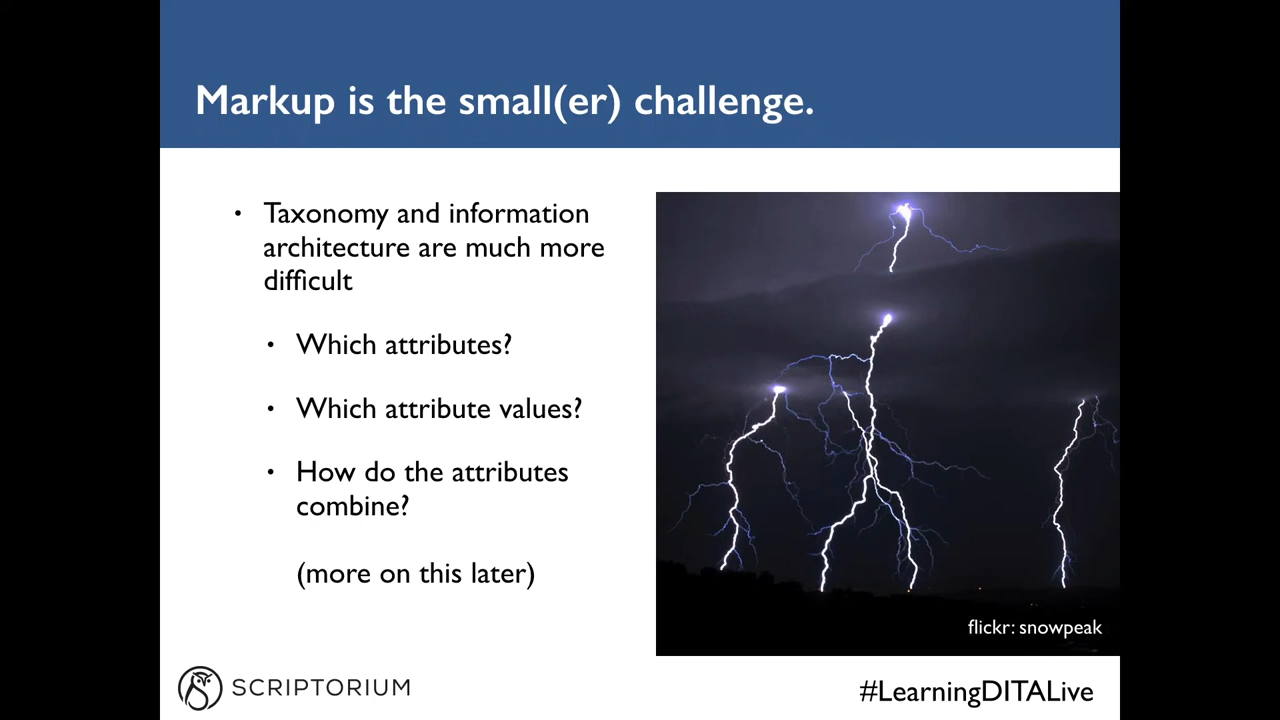 Markup is the small(er) challenge.
• Taxonomy and information
architecture are much more
difficult
• Which attributes?
• Which attribute values?
• How do the attributes
combine?
(more on this later)
flickr: snowpeak
SCRIPTORIUM
#LearningDITALive